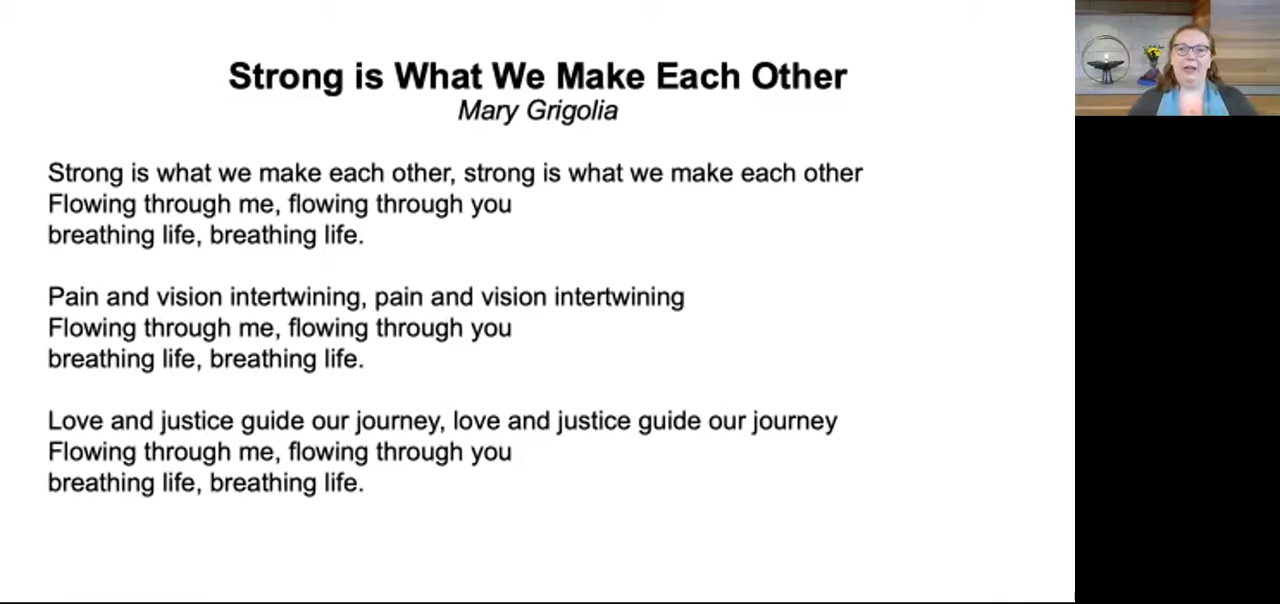 Strong is What We Make Each Other
Mary Grigolia
Strong is what we make each other, strong is what we make each other
Flowing through me, flowing through you
breathing life, breathing life.
Pain and vision intertwining, pain and vision intertwining
Flowing through me, flowing through you
breathing life, breathing life.
Love and justice guide our journey, love and justice guide our journey
Flowing through me, flowing through you
breathing life, breathing life.